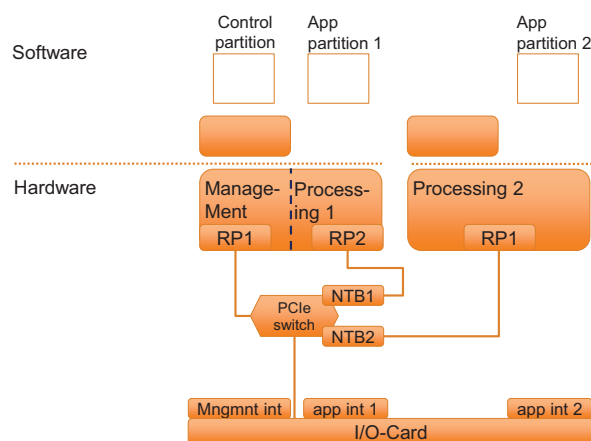 Control
partition
App
partition 1
App
partition 2
Software
Hardware
Manage-
Ment
Process-
ing 1
Processing 2
RP1
RP2
RP1
NTB1
PCIe
switch
NTB2
Mngmnt int
app int 1
app int 2
I/O-Card